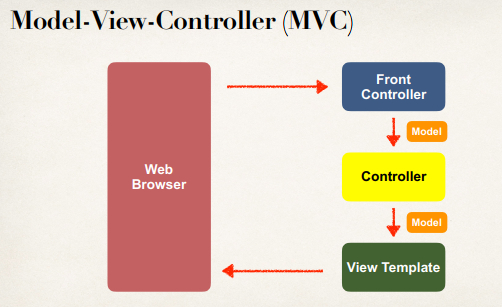 Model-View-Controller (MVC)
Web
Browser
Front
Controller
Model
Controller
Model
View Template